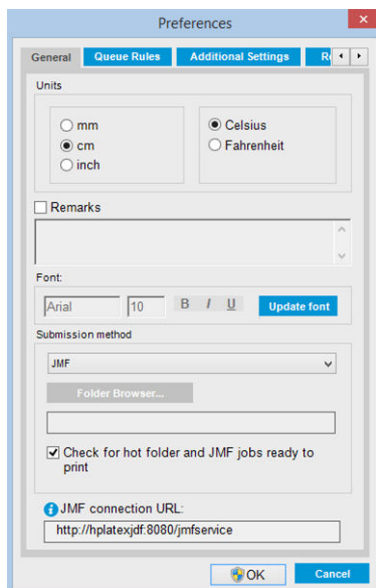 Preferences
General Queue Rules Additional Settings
Units
mm
cm
inch
Celsius
Fahrenheit
Remarks
Font:
Arial 10 B I U Update font
Submission method
JMF
Folder Browser...
Check for hot folder and JMF jobs ready to
print
JMF connection URL:
http://hplatexjdf:8080/jmfservice
OK Cancel